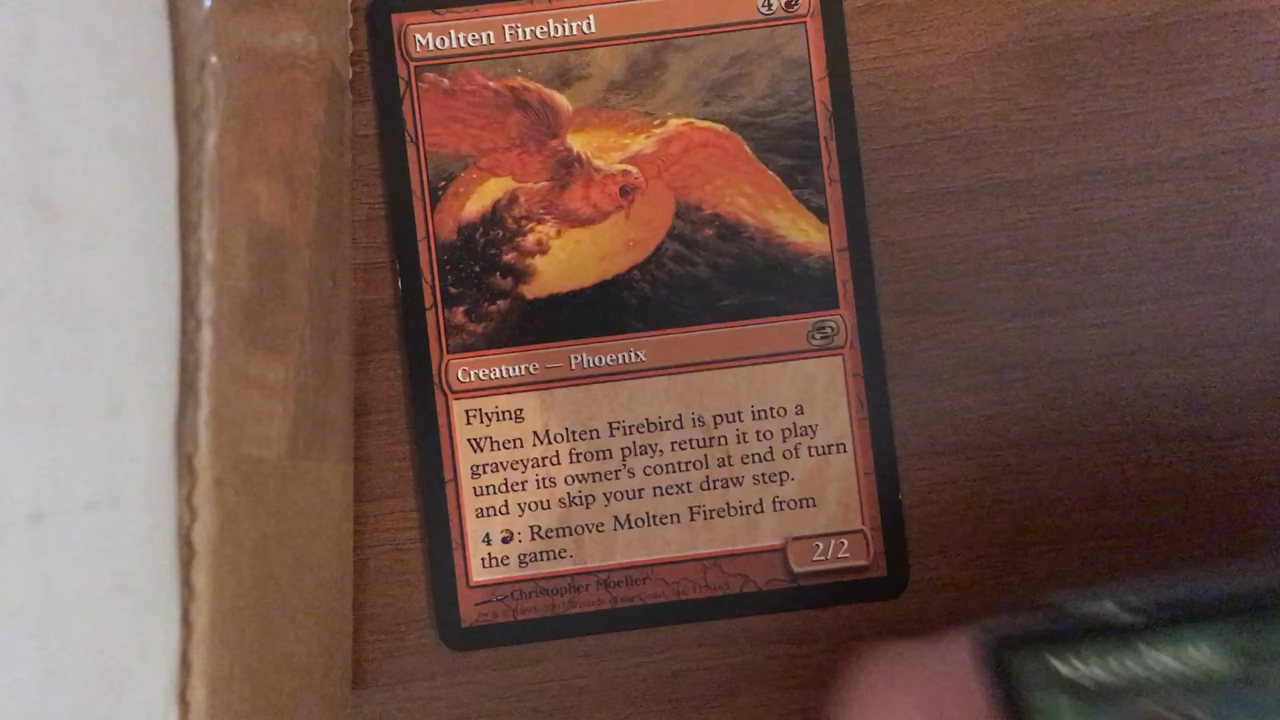 Molten Firebird
4
Creature — Phoenix
Flying
When Molten Firebird is put into a
graveyard from play, return it to play
under its owner's control at end of turn
and you skip your next draw step.
4 : Remove Molten Firebird from
the game.
2/2
Christopher Moeller